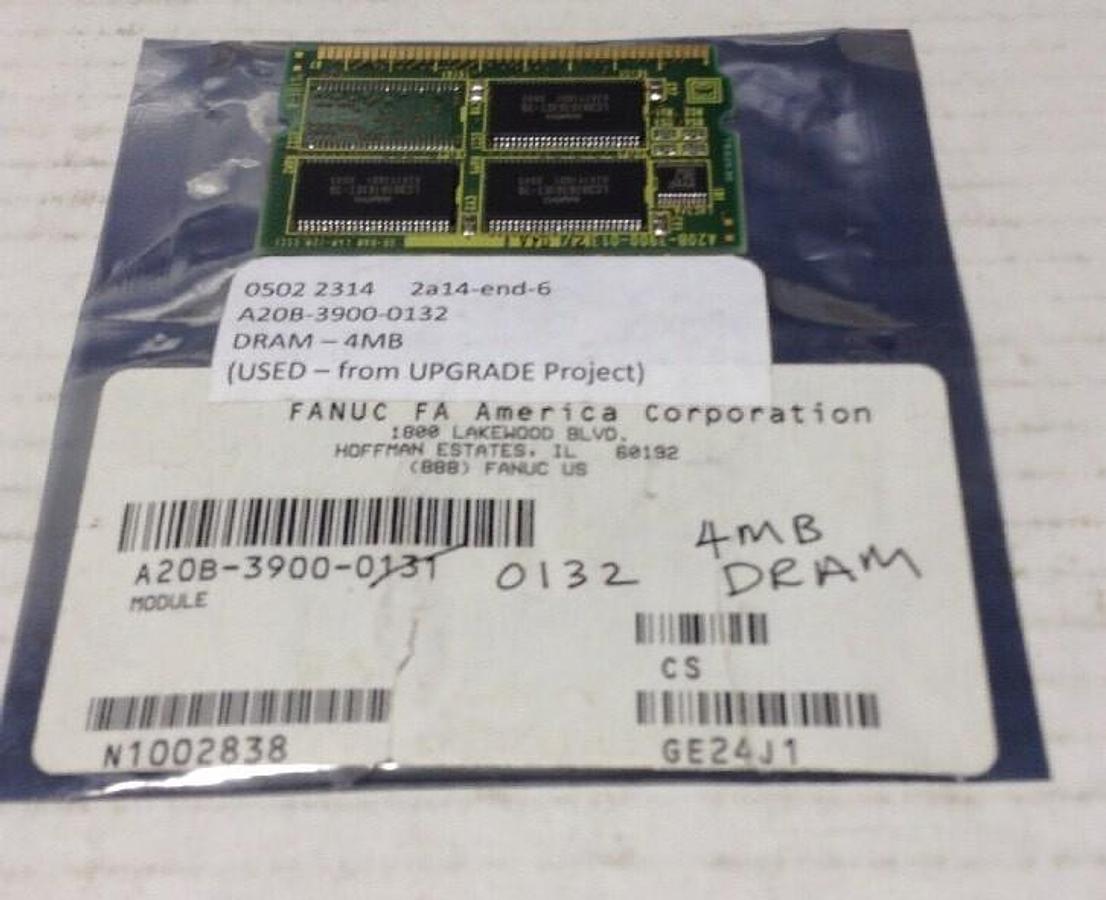 A20B-3900-0132/04A
0502 2314 2a14-end-6
A20B-3900-0132
DRAM – 4MB
(USED – from UPGRADE Project)
FANUC FA America Corporation
1800 LAKEWOOD BLVD.
HOFFMAN ESTATES, IL 60192
(888) FANUC US
A20B-3900-0131 0132
4MB
DRAM
MODULE
CS
N1002838 GE24J1